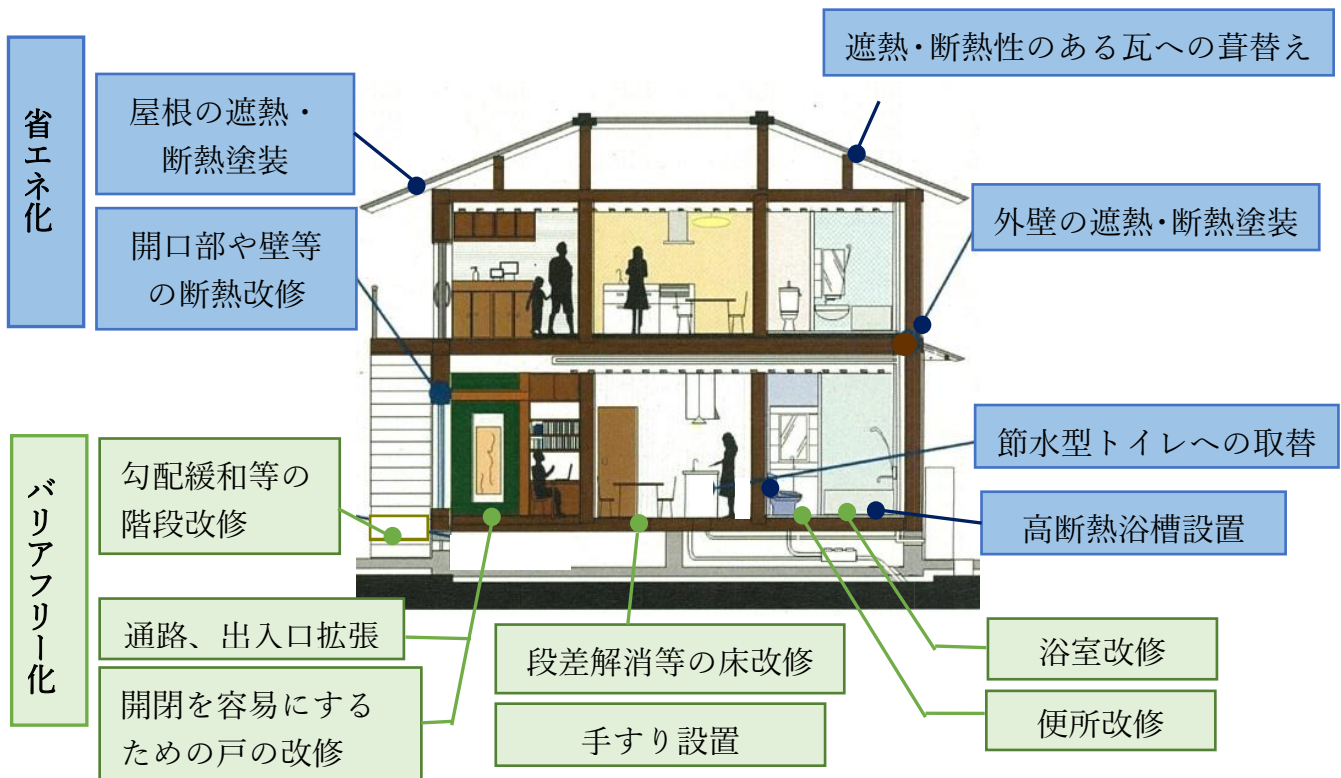 省エネ化
遮熱・断熱性のある瓦への葺替え
屋根の遮熱・
断熱塗装
外壁の遮熱・断熱塗装
開口部や壁等
の断熱改修
節水型トイレへの取替
高断熱浴槽設置
バリアフリー化
勾配緩和等の
階段改修
通路、出入口拡張
段差解消等の床改修
浴室改修
開閉を容易にする
ための戸の改修
手すり設置
便所改修